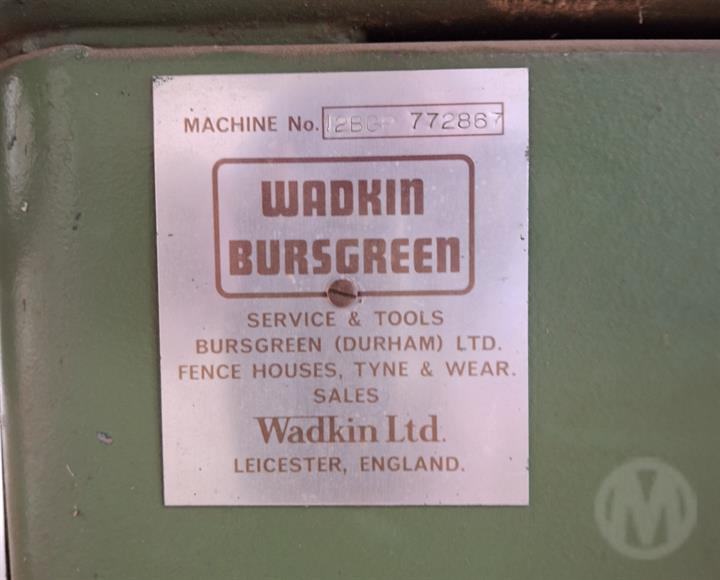 MACHINE No. 772867
WADKIN
BURSGREEN
SERVICE & TOOLS
BURSGREEN (DURHAM) LTD.
FENCE HOUSES, TYNE & WEAR.
SALES
Wadkin Ltd.
LEICESTER, ENGLAND.
M